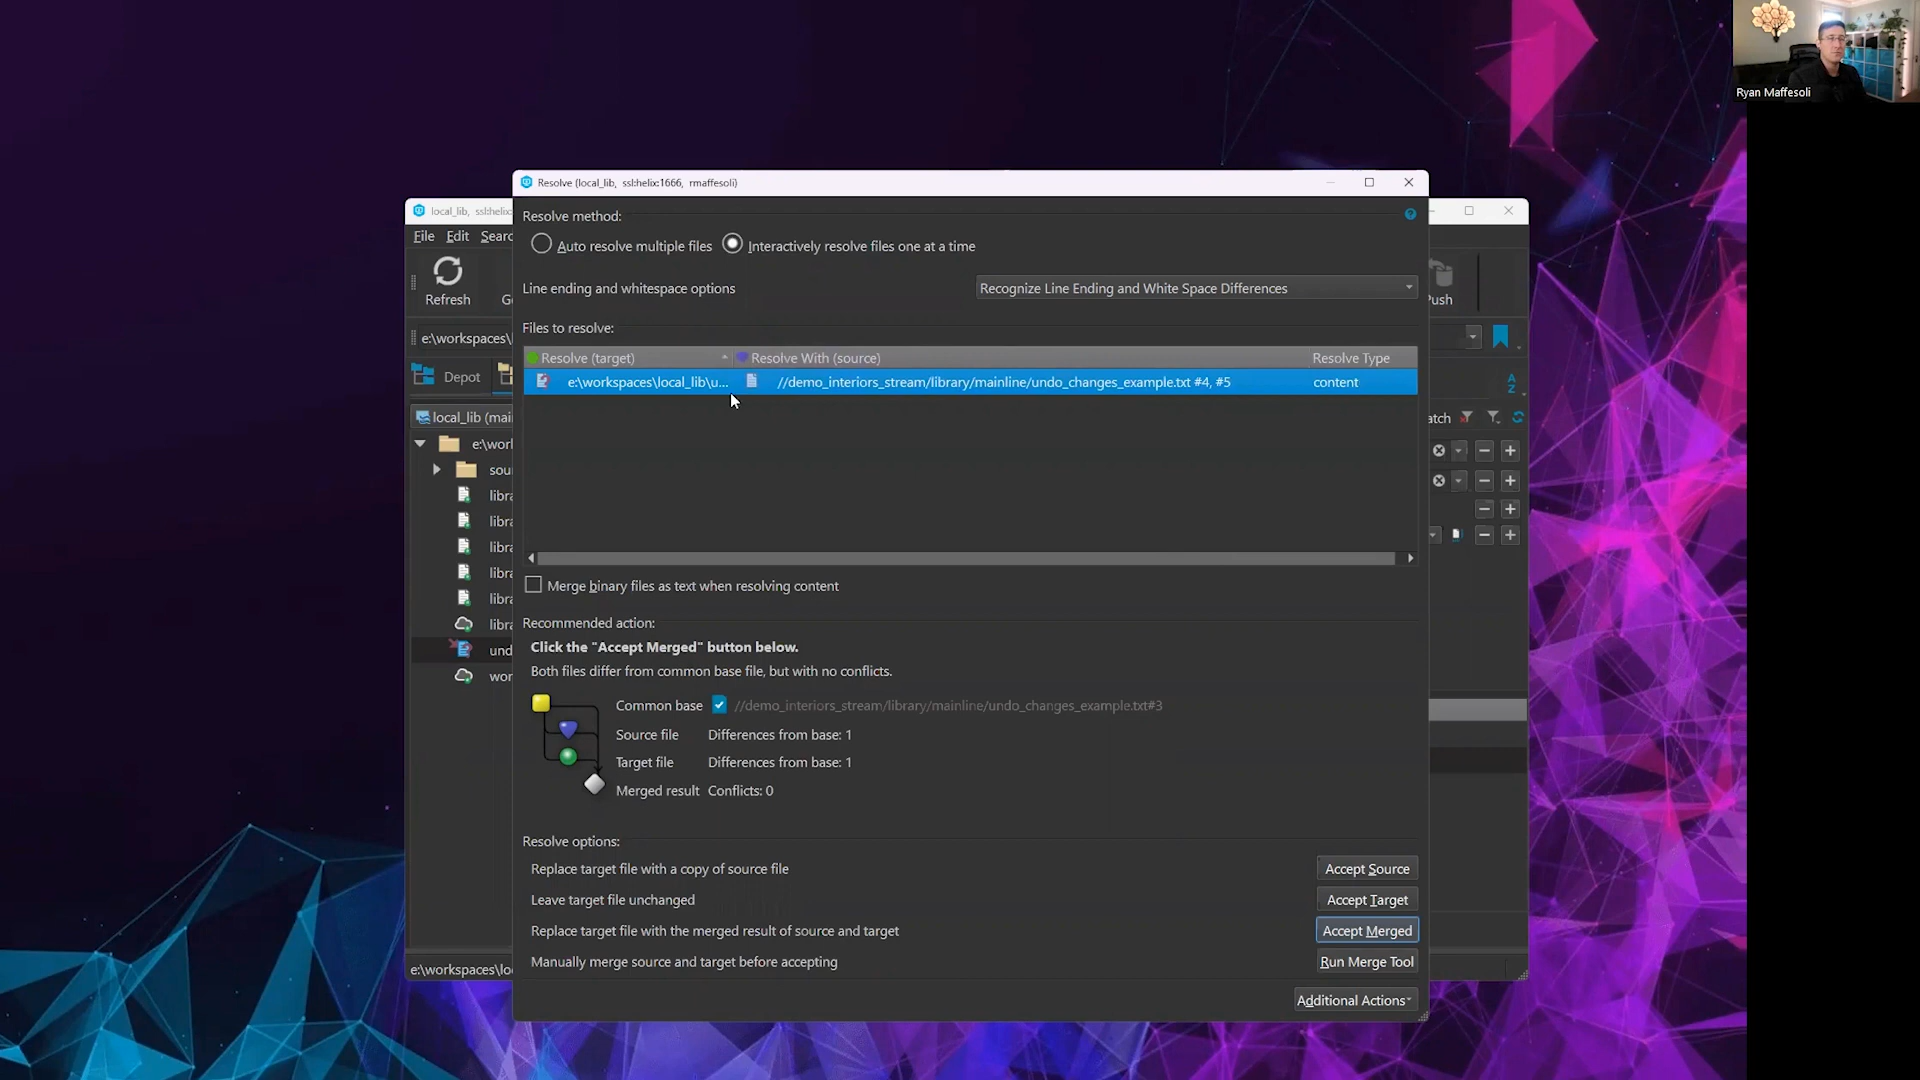 Ryan Maffesoli
Resolve (local_lib, ssl:helix:1666, rmaffesoli)
local_lib, ssl:helix:
File Edit Searc
Refresh
G
Push
e:\workspaces\l
Depot
local_lib (mai
e:\worl
sou
libra
libra
libra
libra
libra
libra
und
wor
e:\workspaces\loc
atch
Resolve method:
Auto resolve multiple files
Interactively resolve files one at a time
Line ending and whitespace options
Recognize Line Ending and White Space Differences
Files to resolve:
Resolve (target) Resolve With (source) Resolve Type
e:\workspaces\local_lib\u... //demo_interiors_stream/library/mainline/undo_changes_example.txt #4, #5 content
Merge binary files as text when resolving content
Recommended action:
Click the "Accept Merged" button below.
Both files differ from common base file, but with no conflicts.
Common base //demo_interiors_stream/library/mainline/undo_changes_example.txt#3
Source file Differences from base: 1
Target file Differences from base: 1
Merged result Conflicts: 0
Resolve options:
Replace target file with a copy of source file Accept Source
Leave target file unchanged Accept Target
Replace target file with the merged result of source and target Accept Merged
Manually merge source and target before accepting Run Merge Tool
Additional Actions